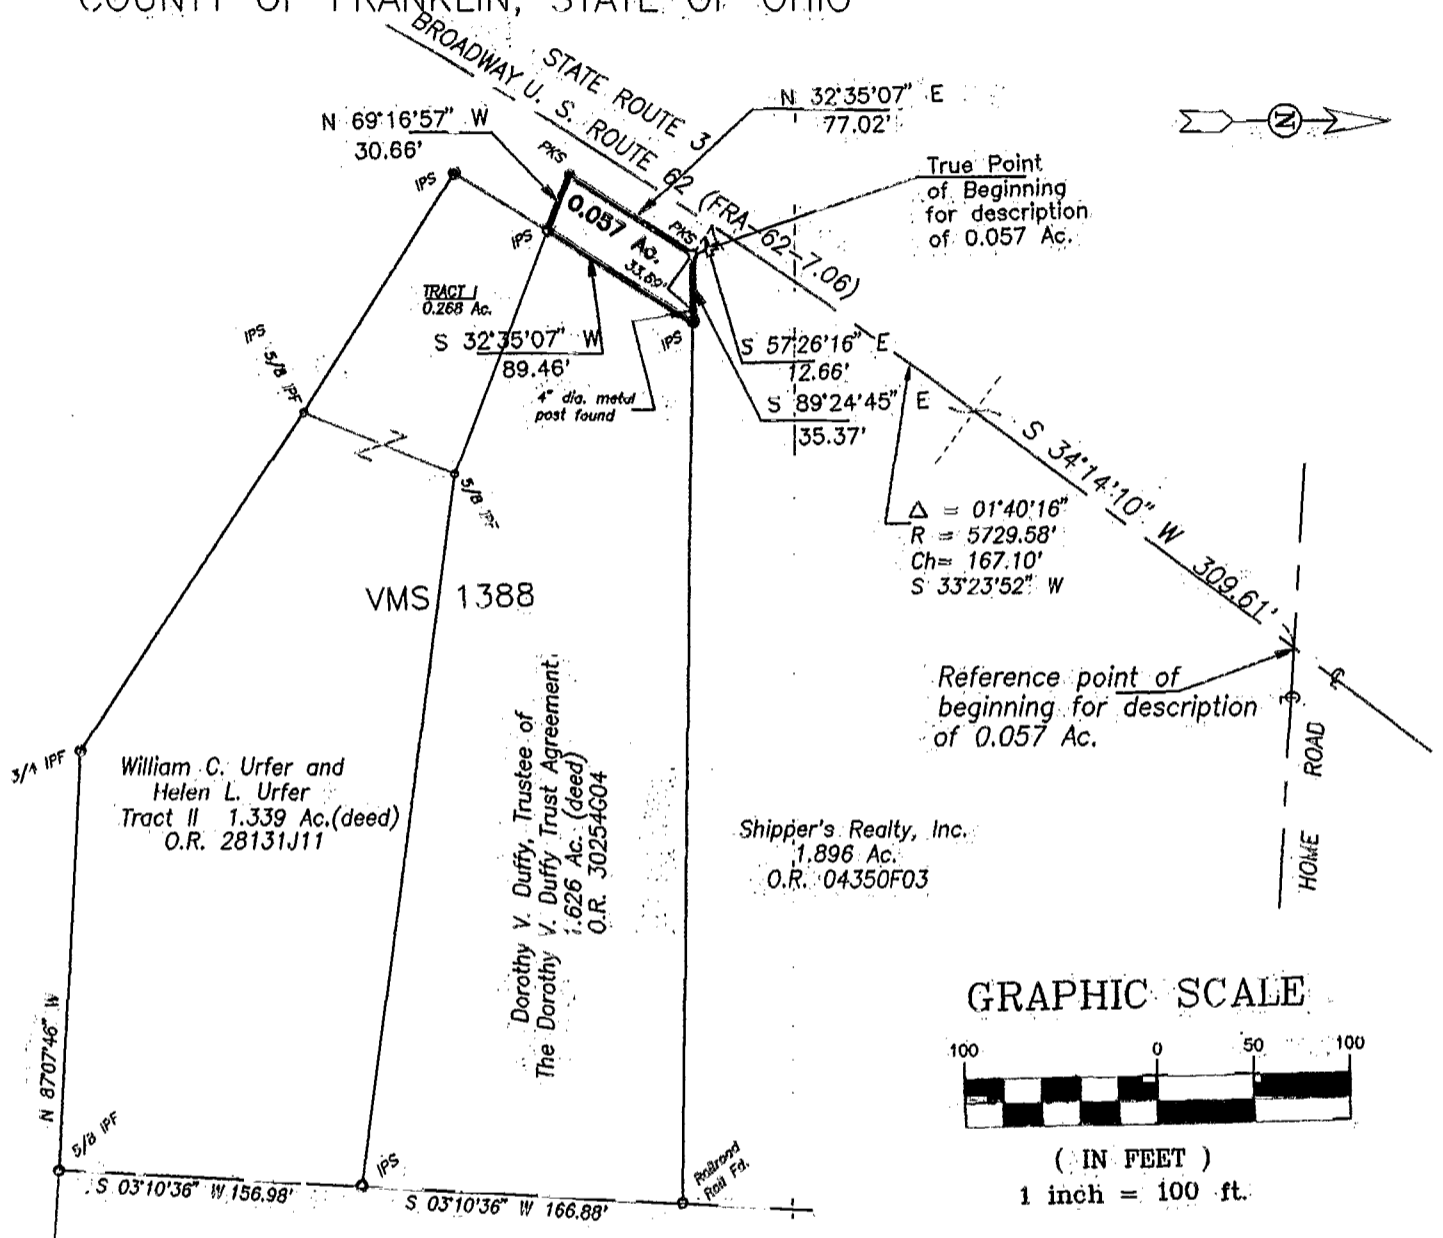 COUNTY OF FRANKLIN, STATE OF OHIO
BROADWAY U. S. ROUTE 62 (FRA-62-7.06)
STATE ROUTE 3
N 32°35'07" E
77.02'
N 69°16'57" W
30.66'
PKS
IPS
True Point
of Beginning
for description
of 0.057 Ac.
0.057 Ac.
33.89'
PKS
IPS
TRACT I
0.268 Ac.
S 32°35'07" W
89.46'
IPS
4" dia. metal
post found
S 57°26'16" E
12.66'
S 89°24'45" E
35.37'
IPS
5/8 IPF
5/8 IPF
S 34°14'10" W 309.61'
Δ = 01°40'16"
R = 5729.58'
Ch= 167.10'
S 33°23'52" W
VMS 1388
Reference point of
beginning for description
of 0.057 Ac.
HOME ROAD
3/4 IPF
William C. Urfer and
Helen L. Urfer
Tract II 1.339 Ac.(deed)
O.R. 28131J11
Dorothy V. Duffy, Trustee of
The Dorothy V. Duffy Trust Agreement
1.626 Ac. (deed)
O.R. 30254G04
Shipper's Realty, Inc.
1.896 Ac.
O.R. 04350F03
N 87°07'46" W
5/8 IPF
S 03°10'36" W 156.98'
IPS
S 03°10'36" W 166.88'
Railroad
Rail Fd.
GRAPHIC SCALE
100 0 50 100
( IN FEET )
1 inch = 100 ft.
N